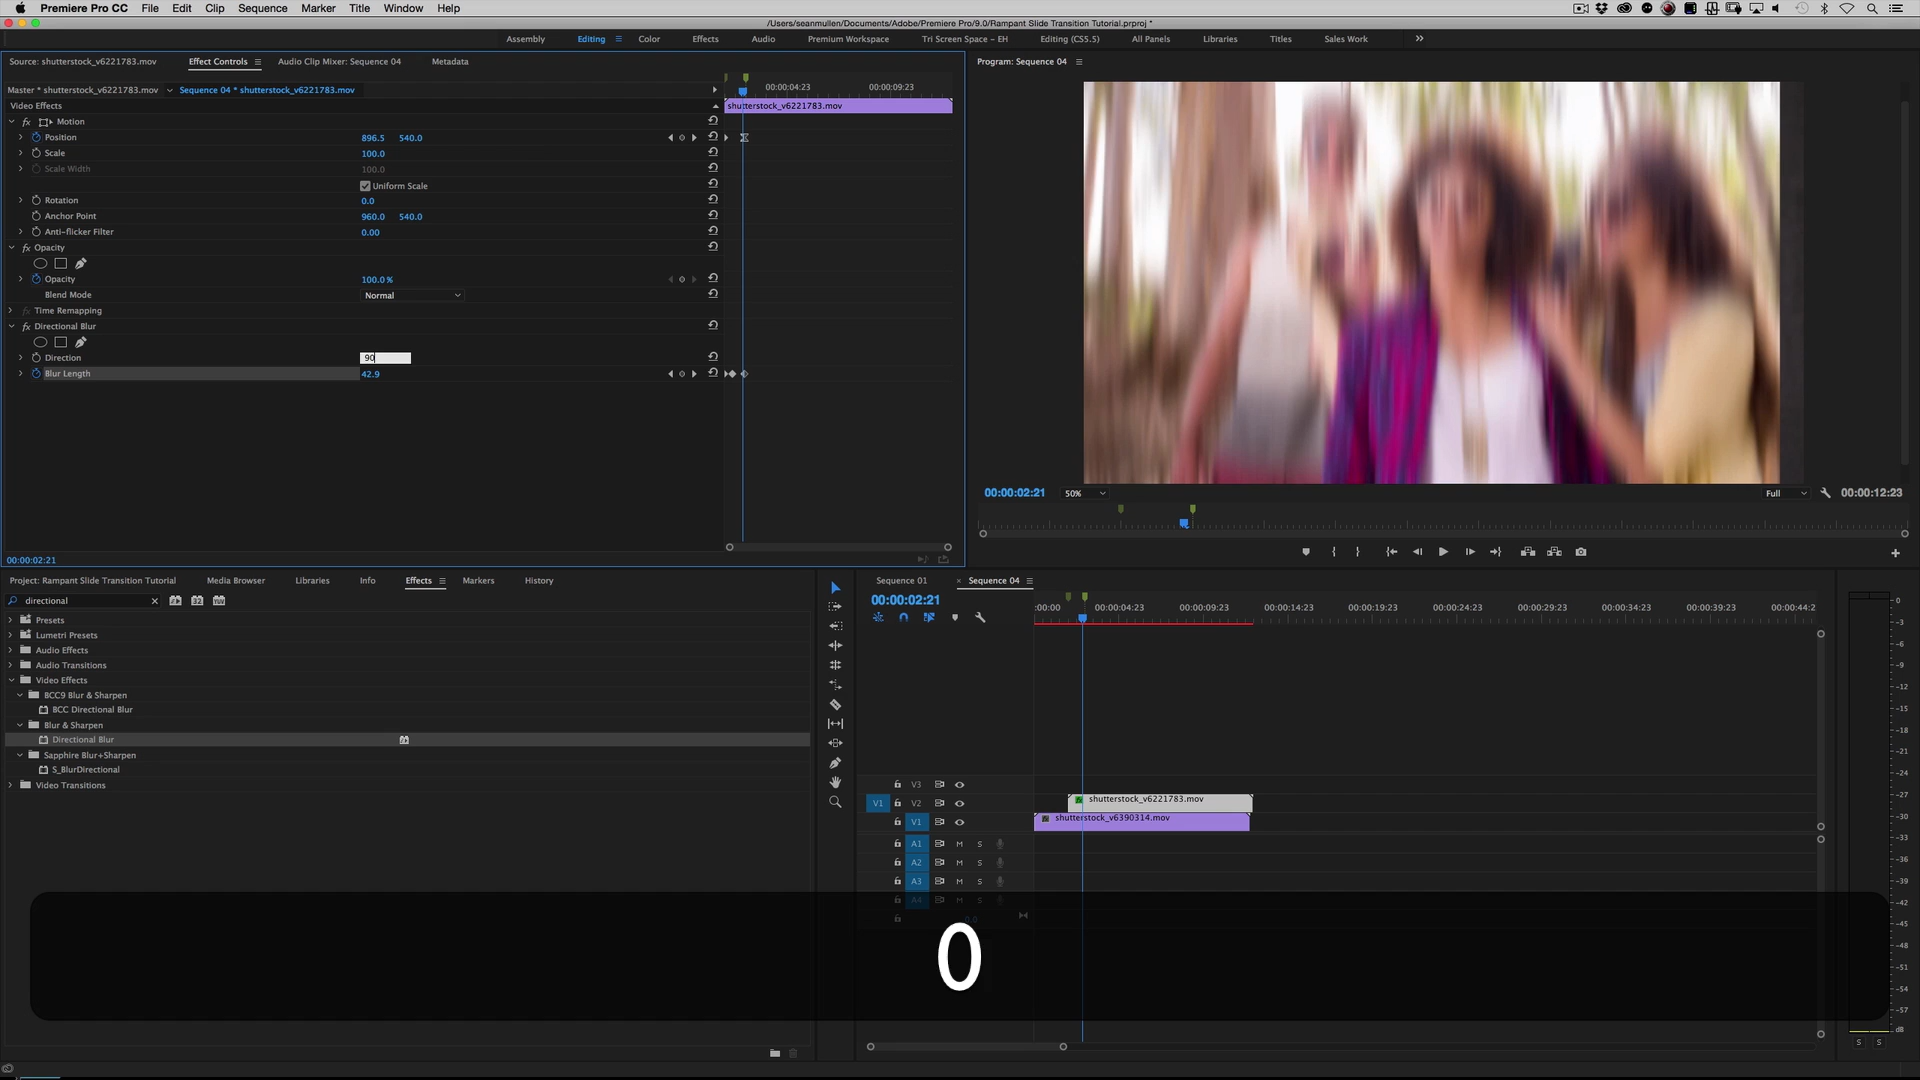 Premiere Pro CC File Edit Clip Sequence Marker Title Window Help
/Users/seanmullen/Documents/Adobe/Premiere Pro/9.0/Rampant Slide Transition Tutorial.prproj *
Assembly Editing Color Effects Audio Premium Workspace Tri Screen Space - EH Editing (CS5.5) All Panels Libraries Titles Sales Work
Source: shutterstock_v6221783.mov Effect Controls Audio Clip Mixer: Sequence 04 Metadata
Master * shutterstock_v6221783.mov Sequence 04 * shutterstock_v6221783.mov
00:00:04:23 00:00:09:23
Video Effects
shutterstock_v6221783.mov
fx Motion
Position 896.5 540.0
Scale 100.0
Scale Width 100.0
Uniform Scale
Rotation 0.0
Anchor Point 960.0 540.0
Anti-flicker Filter 0.00
fx Opacity
Opacity 100.0 %
Blend Mode Normal
fx Time Remapping
fx Directional Blur
Direction 90
Blur Length 42.9
00:00:02:21
Program: Sequence 04
00:00:02:21 50% Full 00:00:12:23
Project: Rampant Slide Transition Tutorial Media Browser Libraries Info Effects Markers History
directional
Presets
Lumetri Presets
Audio Effects
Audio Transitions
Video Effects
BCC9 Blur & Sharpen
BCC Directional Blur
Blur & Sharpen
Directional Blur
Sapphire Blur+Sharpen
S_BlurDirectional
Video Transitions
Sequence 01 × Sequence 04
00:00:02:21
:00:00 00:00:04:23 00:00:09:23 00:00:14:23 00:00:19:23 00:00:24:23 00:00:29:23 00:00:34:23 00:00:39:23 00:00:44:2
V3
V1 V2 shutterstock_v6221783.mov
V1 shutterstock_v6390314.mov
A1 M S
A2 M S
A3 M S
A4 M S
0.0
0
0
-3
-6
-9
-12
-15
-18
-21
-24
-27
-30
-33
-36
-39
-42
-45
-48
-51
-54
-57
dB
S S